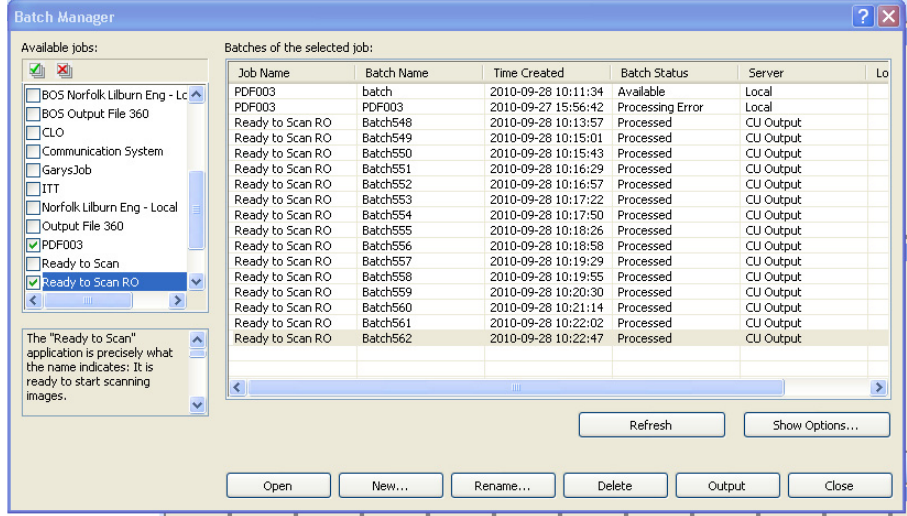 Batch Manager
Available jobs:
BOS Norfolk Lilburn Eng - Lc
BOS Output File 360
CLO
Communication System
GarysJob
ITT
Norfolk Lilburn Eng - Local
Output File 360
PDF003
Ready to Scan
Ready to Scan RO
The "Ready to Scan"
application is precisely what
the name indicates: It is
ready to start scanning
images.
Batches of the selected job:
Job Name Batch Name Time Created Batch Status Server Lo
PDF003 batch 2010-09-28 10:11:34 Available Local
PDF003 PDF003 2010-09-27 15:56:42 Processing Error Local
Ready to Scan RO Batch548 2010-09-28 10:13:57 Processed CU Output
Ready to Scan RO Batch549 2010-09-28 10:15:01 Processed CU Output
Ready to Scan RO Batch550 2010-09-28 10:15:43 Processed CU Output
Ready to Scan RO Batch551 2010-09-28 10:16:29 Processed CU Output
Ready to Scan RO Batch552 2010-09-28 10:16:57 Processed CU Output
Ready to Scan RO Batch553 2010-09-28 10:17:22 Processed CU Output
Ready to Scan RO Batch554 2010-09-28 10:17:50 Processed CU Output
Ready to Scan RO Batch555 2010-09-28 10:18:26 Processed CU Output
Ready to Scan RO Batch556 2010-09-28 10:18:58 Processed CU Output
Ready to Scan RO Batch557 2010-09-28 10:19:29 Processed CU Output
Ready to Scan RO Batch558 2010-09-28 10:19:55 Processed CU Output
Ready to Scan RO Batch559 2010-09-28 10:20:30 Processed CU Output
Ready to Scan RO Batch560 2010-09-28 10:21:14 Processed CU Output
Ready to Scan RO Batch561 2010-09-28 10:22:02 Processed CU Output
Ready to Scan RO Batch562 2010-09-28 10:22:47 Processed CU Output
Refresh Show Options...
Open New... Rename... Delete Output Close